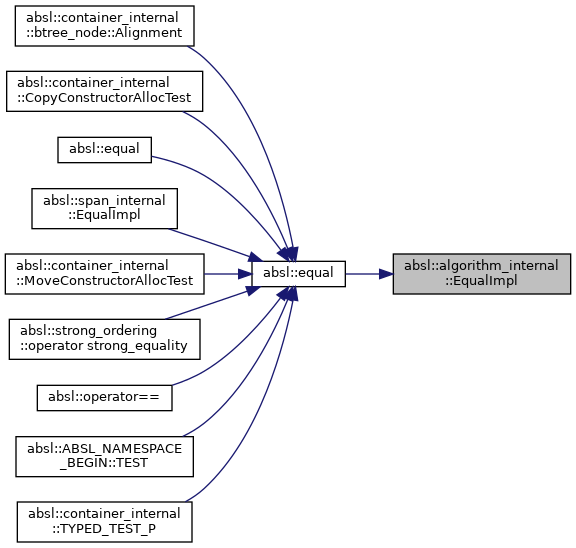 absl::container_internal
::btree_node::Alignment
absl::container_internal
::CopyConstructorAllocTest
absl::equal
absl::span_internal
::EqualImpl
absl::container_internal
::MoveConstructorAllocTest
absl::strong_ordering
::operator strong_equality
absl::operator==
absl::ABSL_NAMESPACE
_BEGIN::TEST
absl::container_internal
::TYPED_TEST_P
absl::equal
absl::algorithm_internal
::EqualImpl